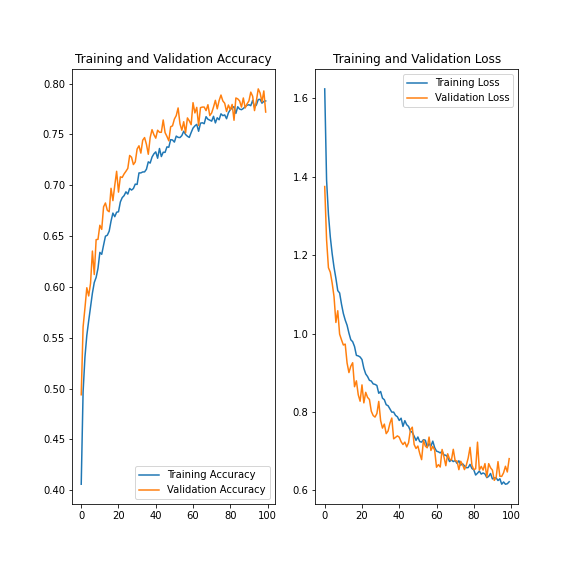 Training and Validation Accuracy
0.80
0.75
0.70
0.65
0.60
0.55
0.50
0.45
0.40
0 20 40 60 80 100
Training Accuracy
Validation Accuracy
Training and Validation Loss
1.6
1.4
1.2
1.0
0.8
0.6
0 20 40 60 80 100
Training Loss
Validation Loss